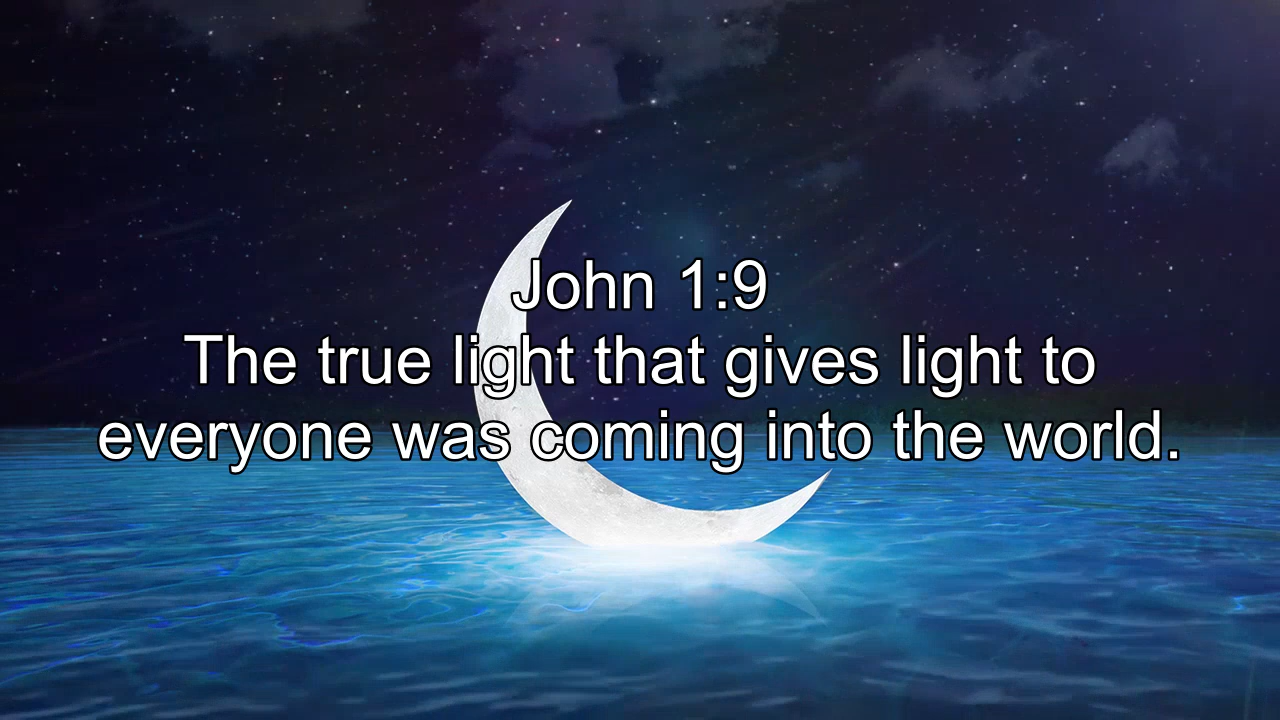 John 1:9
The true light that gives light to
everyone was coming into the world.